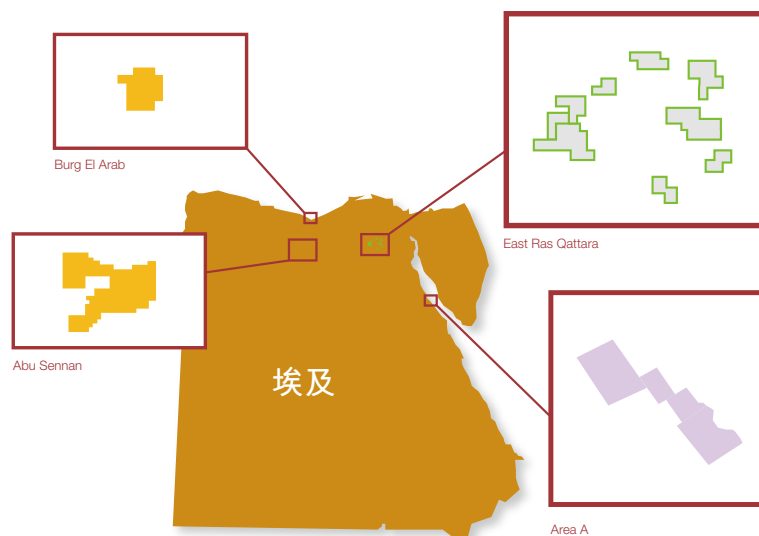 Burg El Arab
East Ras Qattara
Abu Sennan
埃及
Area A